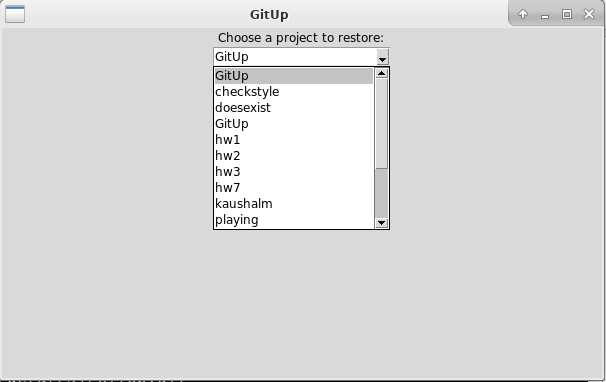 GitUp
Choose a project to restore:
GitUp
GitUp
checkstyle
doesexist
GitUp
hw1
hw2
hw3
hw7
kaushalm
playing